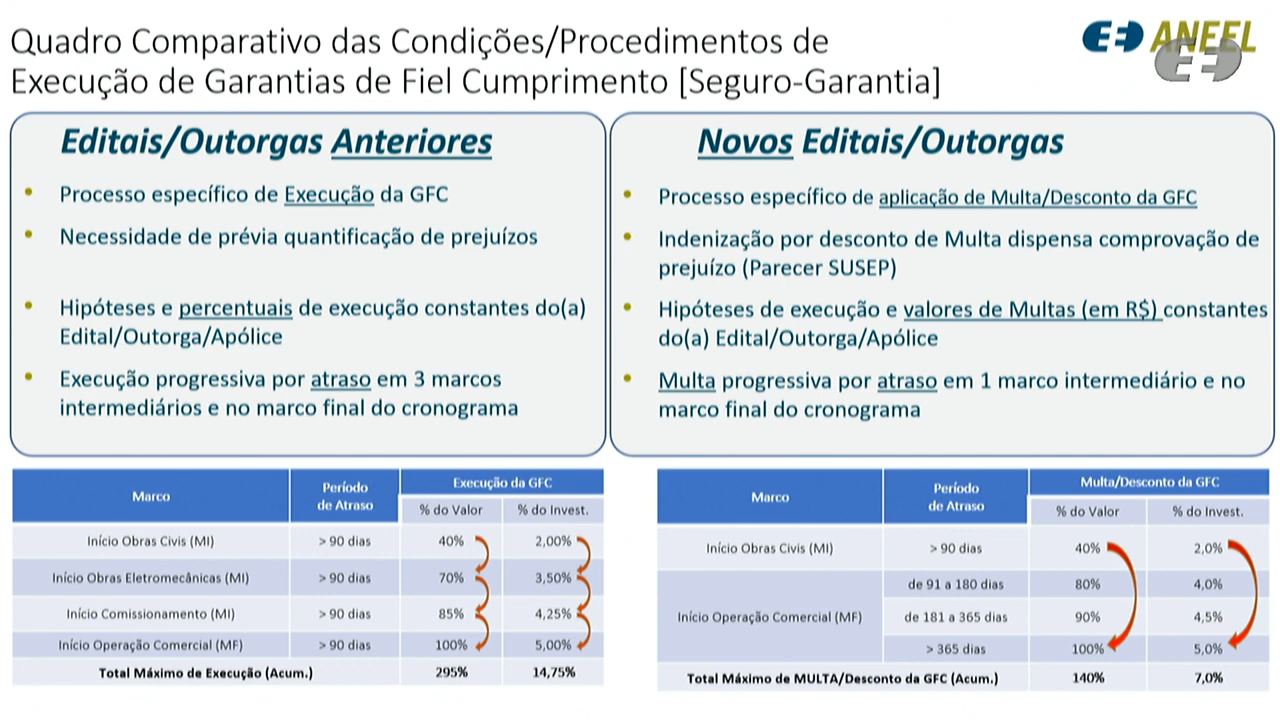 Quadro Comparativo das Condições/Procedimentos de
Execução de Garantias de Fiel Cumprimento [Seguro-Garantia]
ANEEL
Editais/Outorgas Anteriores
• Processo específico de Execução da GFC
• Necessidade de prévia quantificação de prejuízos
• Hipóteses e percentuais de execução constantes do(a)
Edital/Outorga/Apólice
• Execução progressiva por atraso em 3 marcos
intermediários e no marco final do cronograma
Novos Editais/Outorgas
• Processo específico de aplicação de Multa/Desconto da GFC
• Indenização por desconto de Multa dispensa comprovação de
prejuízo (Parecer SUSEP)
• Hipóteses de execução e valores de Multas (em R$) constantes
do(a) Edital/Outorga/Apólice
• Multa progressiva por atraso em 1 marco intermediário e no
marco final do cronograma
Marco
Período
de Atraso
Execução da GFC
% do Valor % do Invest.
Início Obras Civis (MI) > 90 dias 40% 2,00%
Início Obras Eletromecânicas (MI) > 90 dias 70% 3,50%
Início Comissionamento (MI) > 90 dias 85% 4,25%
Início Operação Comercial (MF) > 90 dias 100% 5,00%
Total Máximo de Execução (Acum.) 295% 14,75%
Marco
Período
de Atraso
Multa/Desconto da GFC
% do Valor % do Invest.
Início Obras Civis (MI) > 90 dias 40% 2,0%
Início Operação Comercial (MF)
de 91 a 180 dias 80% 4,0%
de 181 a 365 dias 90% 4,5%
> 365 dias 100% 5,0%
Total Máximo de MULTA/Desconto da GFC (Acum.) 140% 7,0%